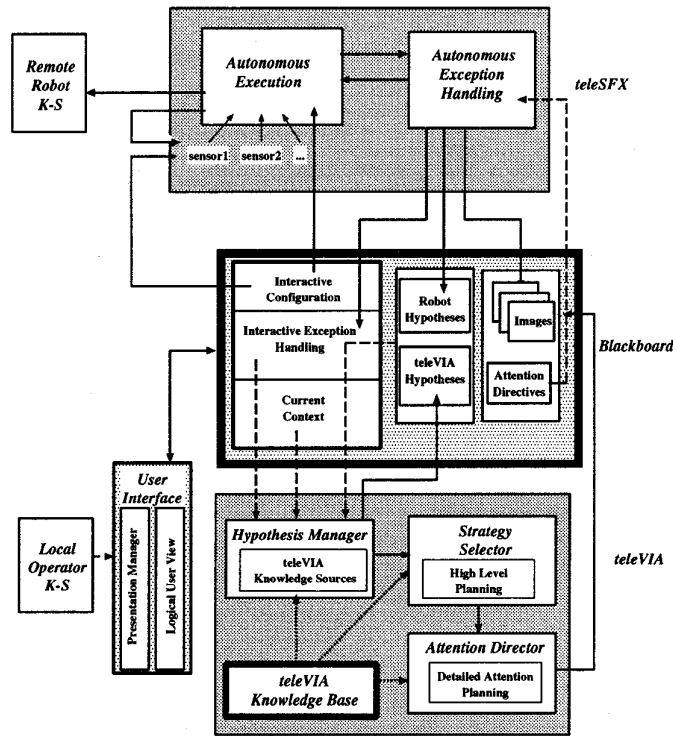 Remote
Robot
K-S
Autonomous
Execution
Autonomous
Exception
Handling
teleSFX
sensor1
sensor2
...
Interactive
Configuration
Interactive Exception
Handling
Current
Context
Robot
Hypotheses
teleVIA
Hypotheses
Images
Attention
Directives
Blackboard
User
Interface
Presentation Manager
Logical User View
Local
Operator
K-S
Hypothesis Manager
teleVIA
Knowledge Sources
Strategy
Selector
High Level
Planning
teleVIA
Attention Director
Detailed Attention
Planning
teleVIA
Knowledge Base